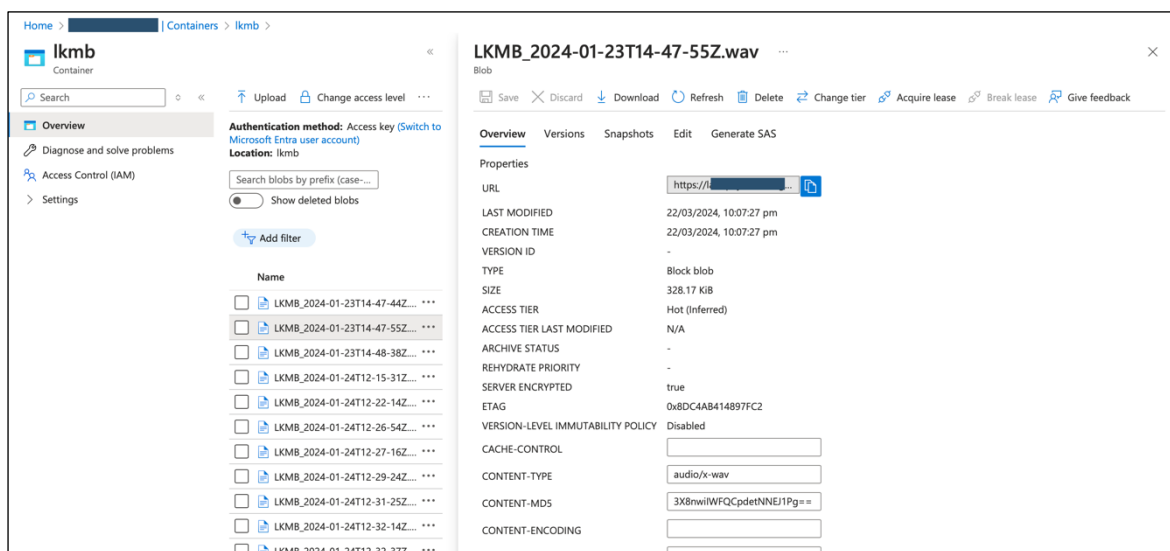 Home > | Containers > lkmb >
lkmb
Container
«
Search
«
Overview
Diagnose and solve problems
Access Control (IAM)
> Settings
Upload Change access level ...
Authentication method: Access key (Switch to
Microsoft Entra user account)
Location: lkmb
Search blobs by prefix (case-...
Show deleted blobs
Add filter
Name
LKMB_2024-01-23T14-47-44Z.... ...
LKMB_2024-01-23T14-47-55Z.... ...
LKMB_2024-01-23T14-48-38Z.... ...
LKMB_2024-01-24T12-15-31Z.... ...
LKMB_2024-01-24T12-22-14Z.... ...
LKMB_2024-01-24T12-26-54Z.... ...
LKMB_2024-01-24T12-27-16Z.... ...
LKMB_2024-01-24T12-29-24Z.... ...
LKMB_2024-01-24T12-31-25Z.... ...
LKMB_2024-01-24T12-32-14Z.... ...
LKMB_2024-01-24T12-32-37Z.... ...
LKMB_2024-01-23T14-47-55Z.wav ...
Blob
Save Discard Download Refresh Delete Change tier Acquire lease Break lease Give feedback
Overview Versions Snapshots Edit Generate SAS
Properties
URL https://l ...
LAST MODIFIED 22/03/2024, 10:07:27 pm
CREATION TIME 22/03/2024, 10:07:27 pm
VERSION ID -
TYPE Block blob
SIZE 328.17 KiB
ACCESS TIER Hot (Inferred)
ACCESS TIER LAST MODIFIED N/A
ARCHIVE STATUS -
REHYDRATE PRIORITY -
SERVER ENCRYPTED true
ETAG 0x8DC4AB414897FC2
VERSION-LEVEL IMMUTABILITY POLICY Disabled
CACHE-CONTROL
CONTENT-TYPE audio/x-wav
CONTENT-MD5 3X8nwilWFQCpdetNNEJ1Pg==
CONTENT-ENCODING